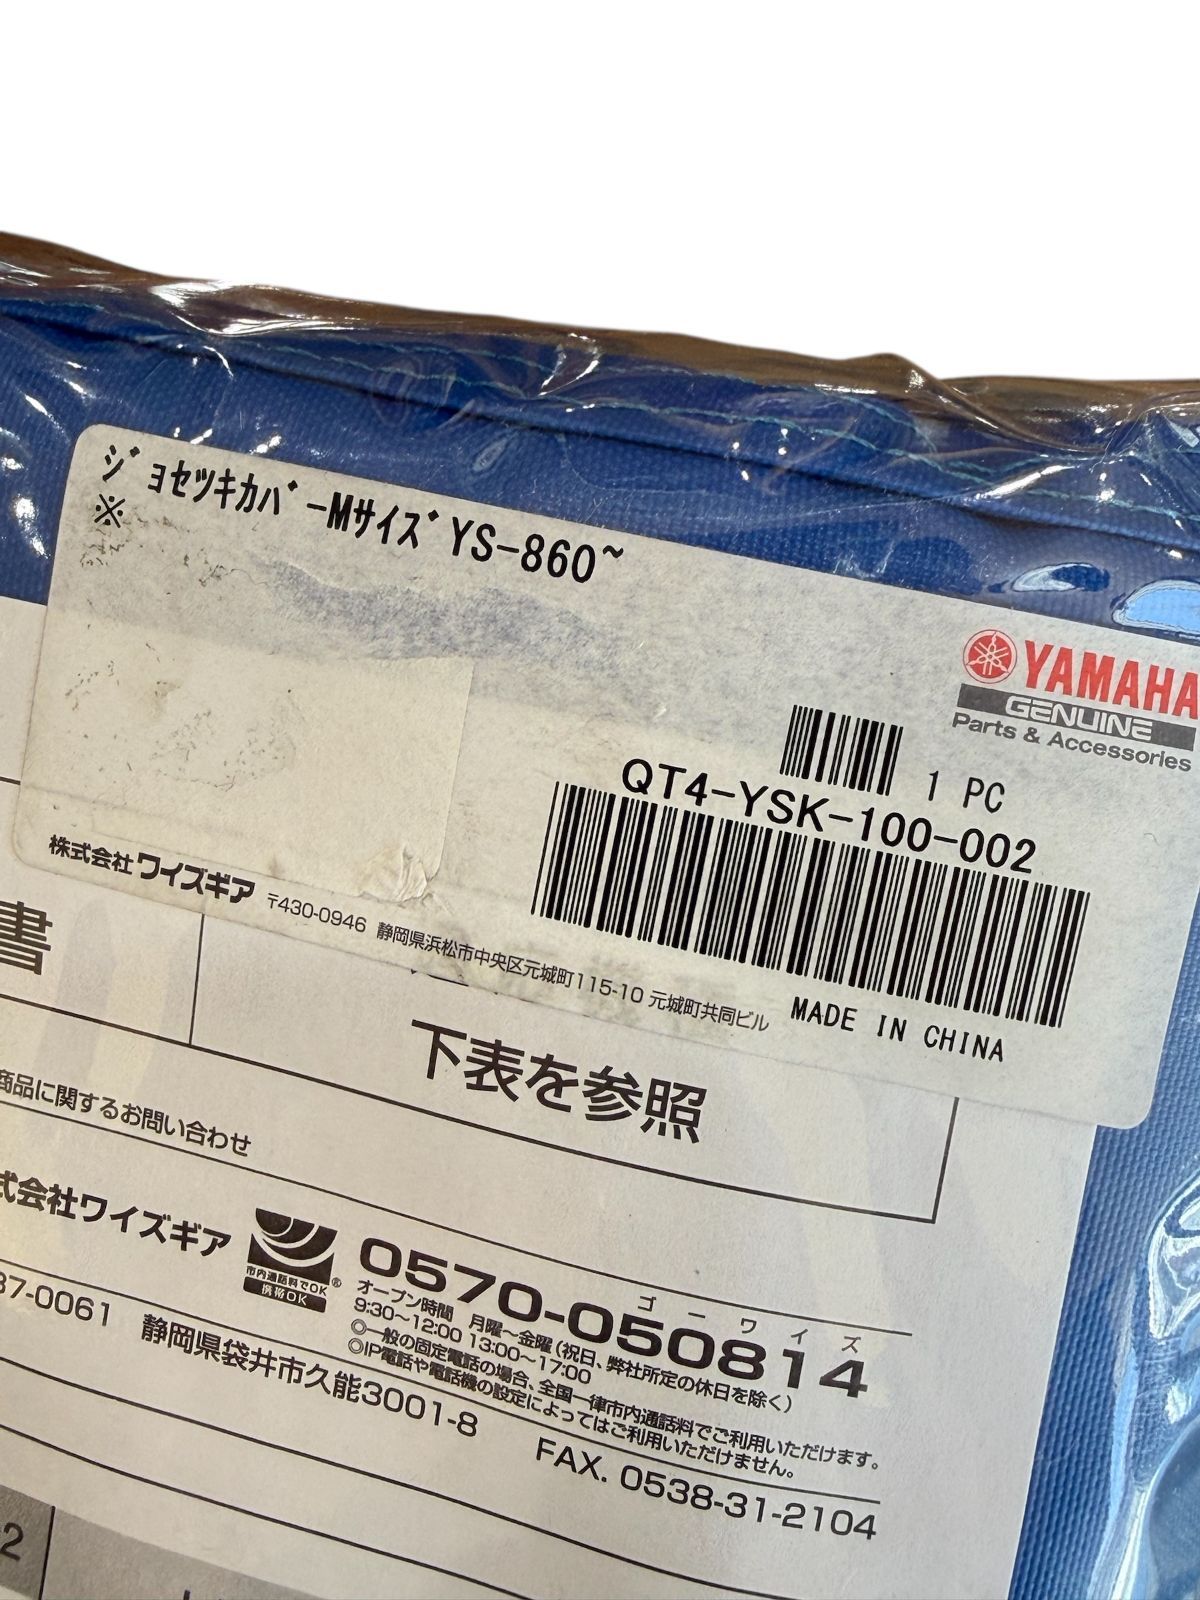 ジョセツキカバーMサイズYS-860~
※
YAMAHA
GENUINE
Parts & Accessories
1 PC
QT4-YSK-100-002
株式会社ワイズギア 〒430-0946 静岡県浜松市中央区元城町115-10 元城町共同ビル
MADE IN CHINA
書
下表を参照
商品に関するお問い合わせ
式会社ワイズギア
市内通話料でOK
携帯OK
®
0570-050814
ゴーワイズ
オープン時間 月曜~金曜(祝日、弊社所定の休日を除く)
9:30~12:00 13:00~17:00
◎一般の固定電話の場合、全国一律市内通話料でご利用いただけます。
◎IP電話や電話機の設定によってはご利用いただけません。
37-0061 静岡県袋井市久能3001-8
FAX. 0538-31-2104
2